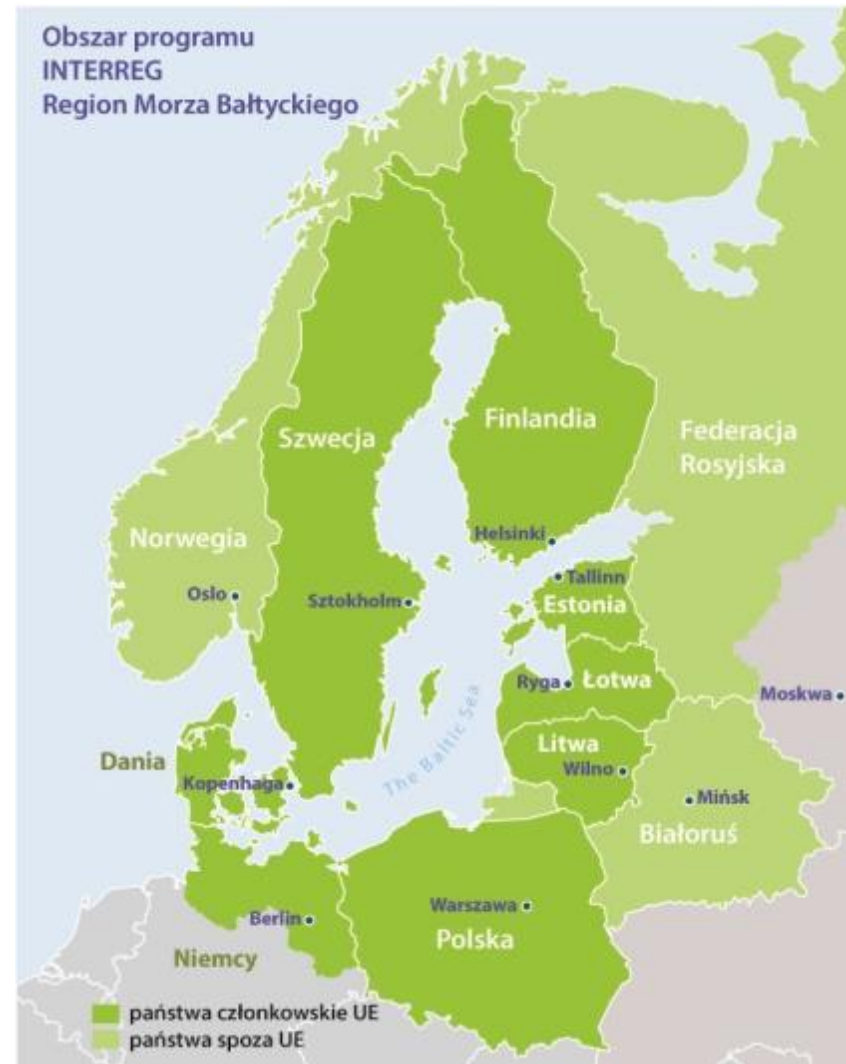 Obszar programu
INTERREG
Region Morza Bałtyckiego
Szwecja
Finlandia
Federacja
Rosyjska
Norwegia
Helsinki
Oslo
Sztokholm
Tallinn
Estonia
Ryga
Łotwa
Moskwa
Litwa
Dania
Wilno
Kopenhaga
The Baltic Sea
Mińsk
Białoruś
Warszawa
Berlin
Polska
Niemcy
państwa członkowskie UE
państwa spoza UE